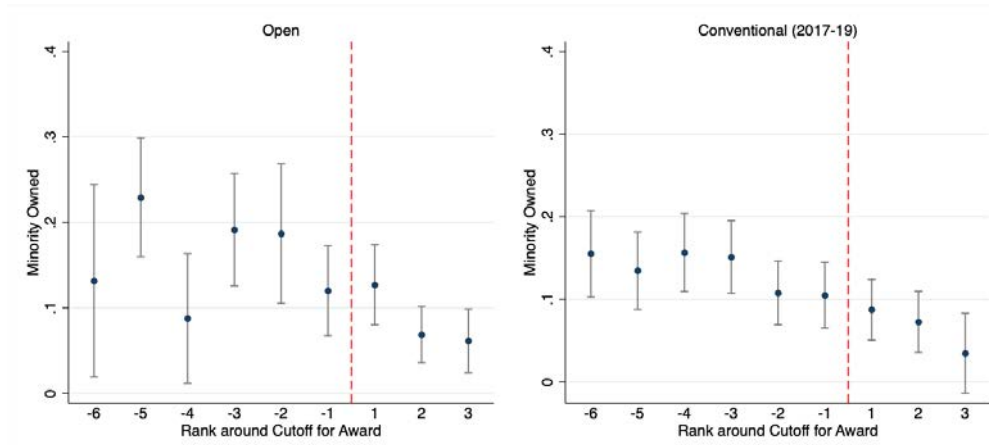 Open
Minority Owned
.4
.3
.2
.1
0
-6 -5 -4 -3 -2 -1 1 2 3
Rank around Cutoff for Award
Conventional (2017-19)
Minority Owned
.4
.3
.2
.1
0
-6 -5 -4 -3 -2 -1 1 2 3
Rank around Cutoff for Award